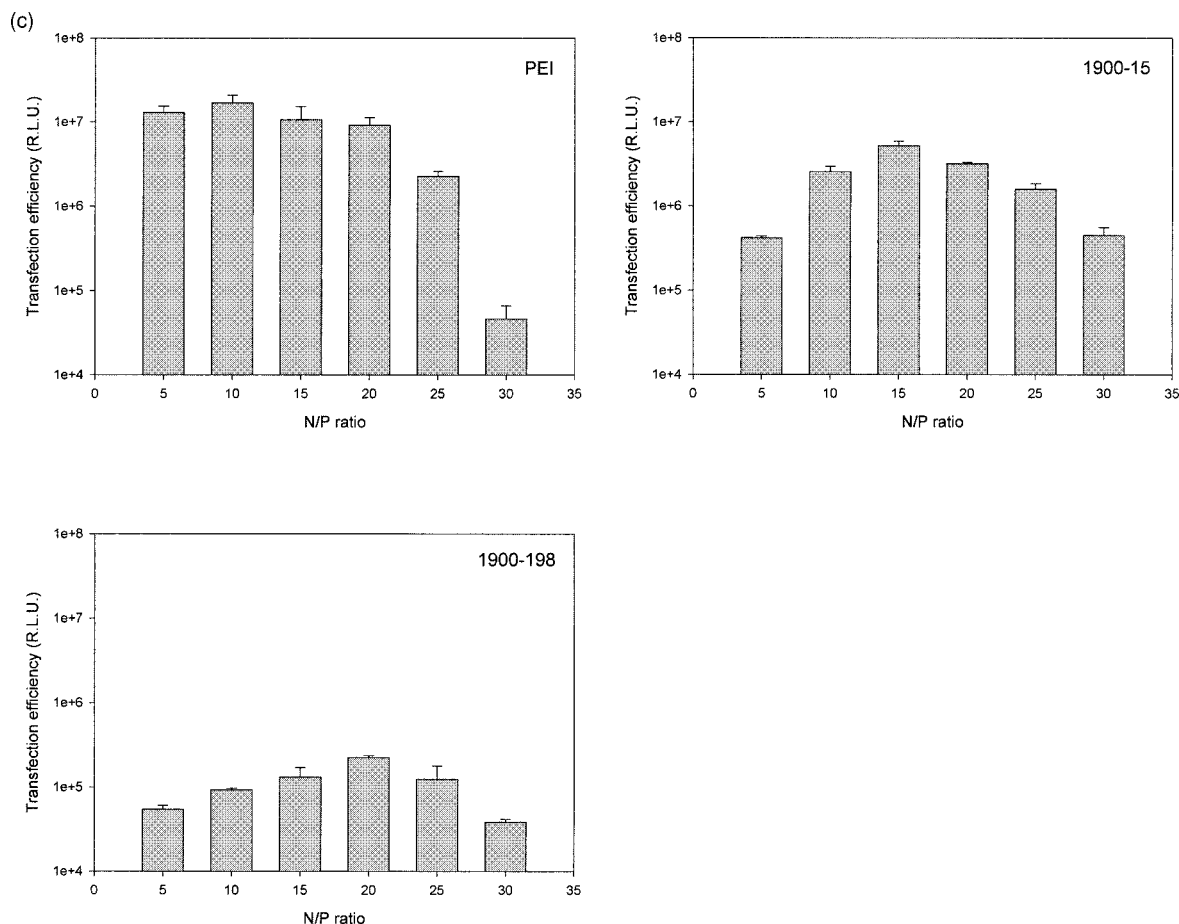 (c)
PEI
Transfection efficiency (R.L.U.)
1e+8
1e+7
1e+6
1e+5
1e+4
0 5 10 15 20 25 30 35
N/P ratio
1900-15
Transfection efficiency (R.L.U.)
1e+8
1e+7
1e+6
1e+5
1e+4
0 5 10 15 20 25 30 35
N/P ratio
1900-198
Transfection efficiency (R.L.U.)
1e+8
1e+7
1e+6
1e+5
1e+4
0 5 10 15 20 25 30 35
N/P ratio